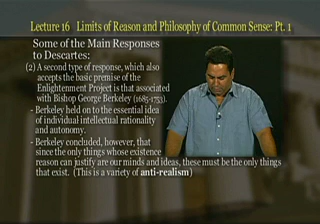 Lecture 16 Limits of Reason and Philosophy of Common Sense: Pt. 1
Some of the Main Responses
to Descartes:
(2) A second type of response, which also
accepts the basic premise of the
Enlightenment Project is that associated
with Bishop George Berkeley (1685-1753).
- Berkeley held on to the essential idea
of individual intellectual rationality
and autonomy.
- Berkeley concluded, however, that
since the only things whose existence
reason can justify are our minds and ideas, these must be the only things
that exist. (This is a variety of anti-realism)